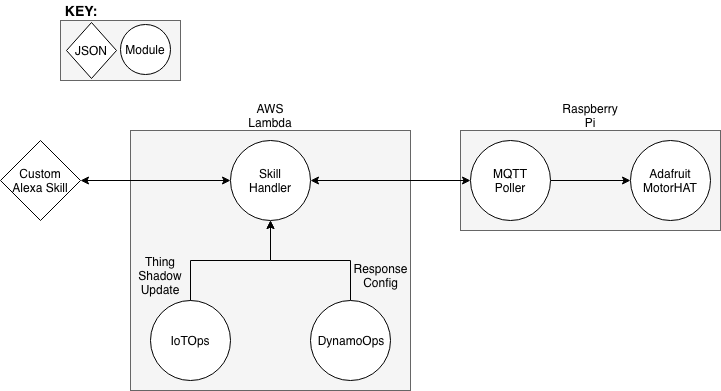 KEY:
JSON
Module
AWS
Lambda
Raspberry
Pi
Custom
Alexa Skill
Skill
Handler
MQTT
Poller
Adafruit
MotorHAT
Thing
Shadow
Update
Response
Config
IoTOps
DynamoOps